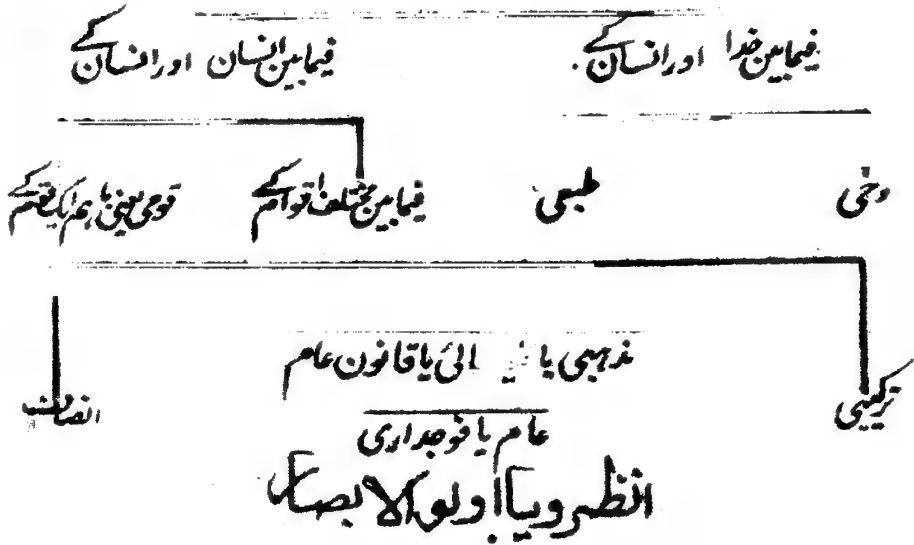 فیمابین خدا اور انسان کے فیمابین انسان اور انسان کے
وحی طبعی فیمابین مختلف اقوام کے قومی یعنی باہم ایک قوم کے
مذہبی یا یا قانون عام
ترکیبی انصاف
عام یا فوجداری
انظروا یا اولو الابصار